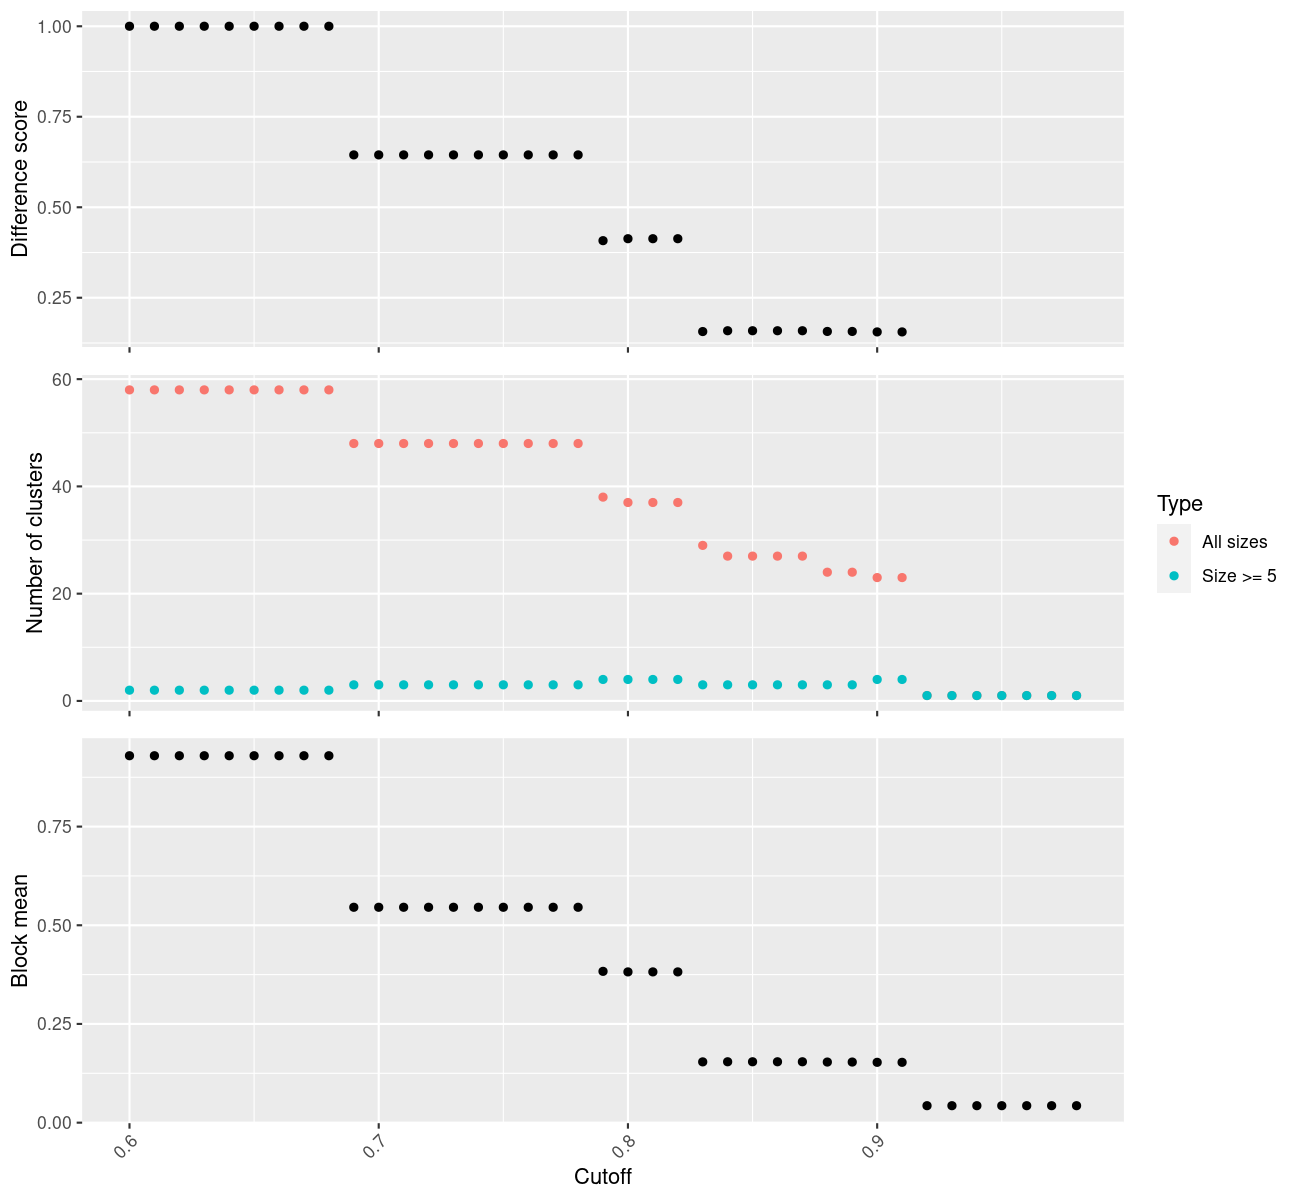 Difference score
1.00
0.75
0.50
0.25
Number of clusters
60
40
20
0
Type
All sizes
Size >= 5
Block mean
0.75
0.50
0.25
0.00
0.6 0.7 0.8 0.9
Cutoff